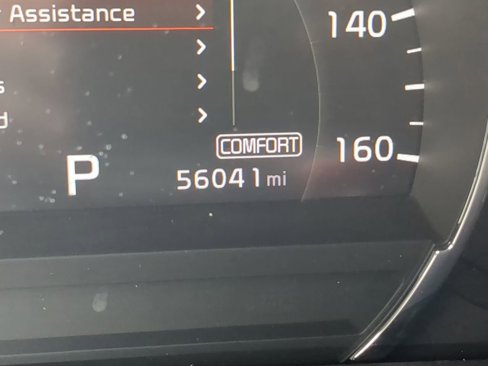 Assistance
140
COMFORT
160
P
56041 mi